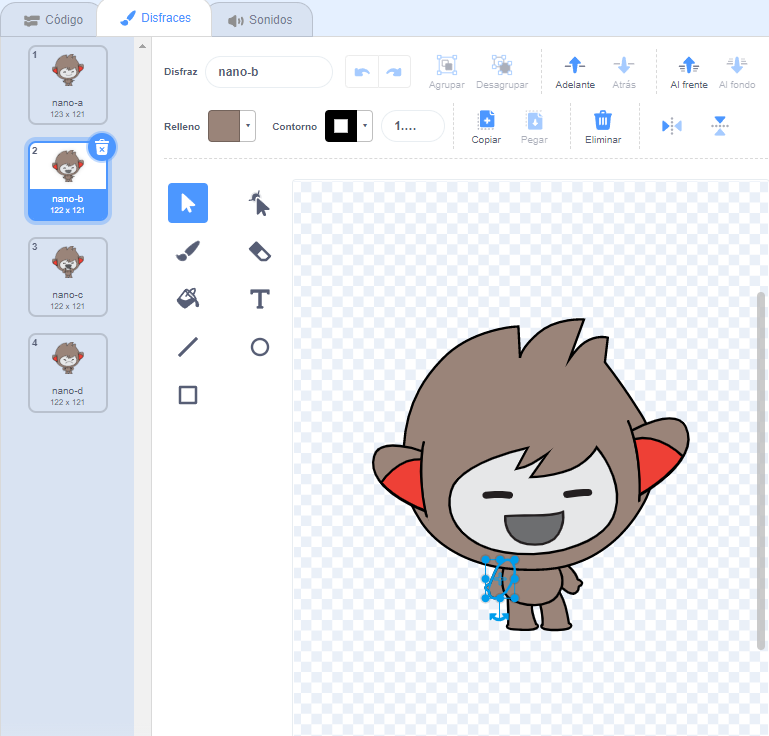 Código
Disfraces
Sonidos
1
nano-a
123 x 121
2
nano-b
122 x 121
3
nano-c
122 x 121
4
nano-d
122 x 121
Disfraz
nano-b
Agrupar
Desagrupar
Adelante
Atrás
Al frente
Al fondo
Relleno
Contorno
1....
Copiar
Pegar
Eliminar
T